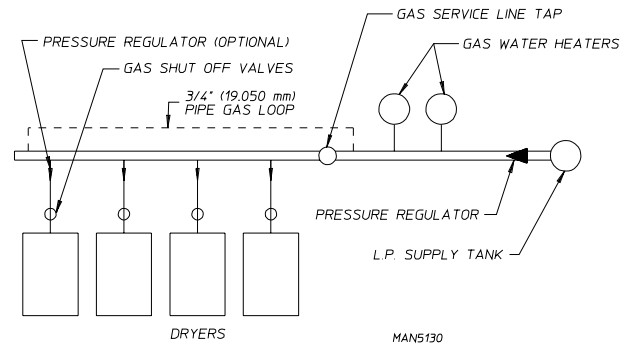 GAS SERVICE LINE TAP
PRESSURE REGULATOR (OPTIONAL)
GAS WATER HEATERS
GAS SHUT OFF VALVES
3/4" (19.050 mm)
PIPE GAS LOOP
PRESSURE REGULATOR
L.P. SUPPLY TANK
DRYERS
MAN5130